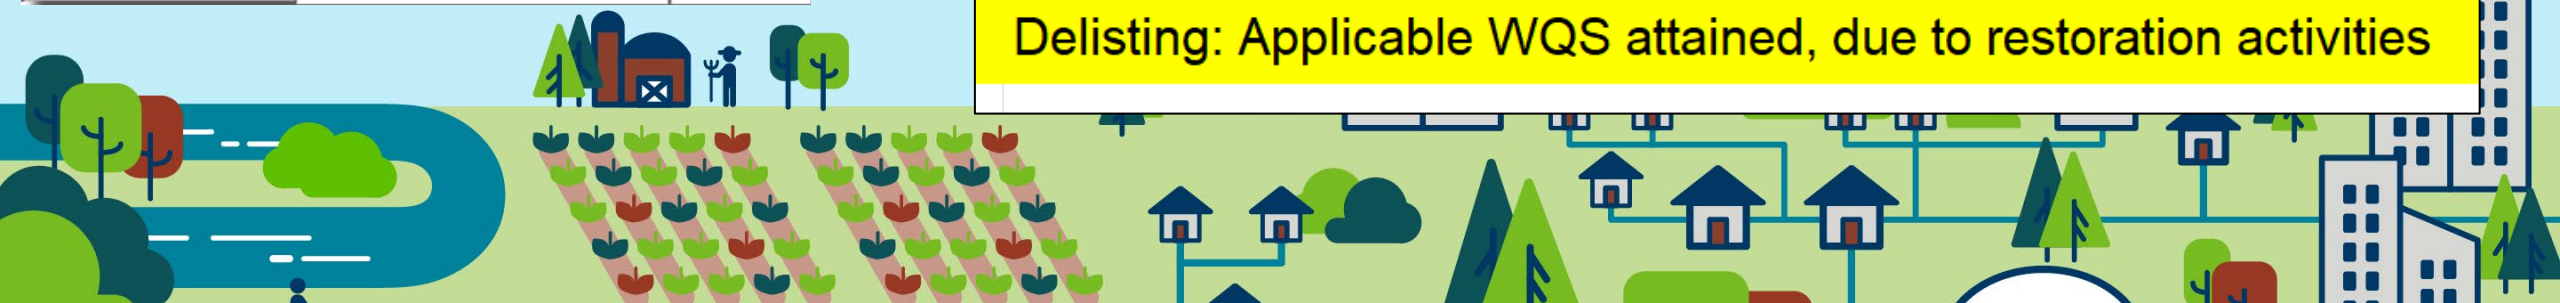 Delisting: Applicable WQS attained, due to restoration activities